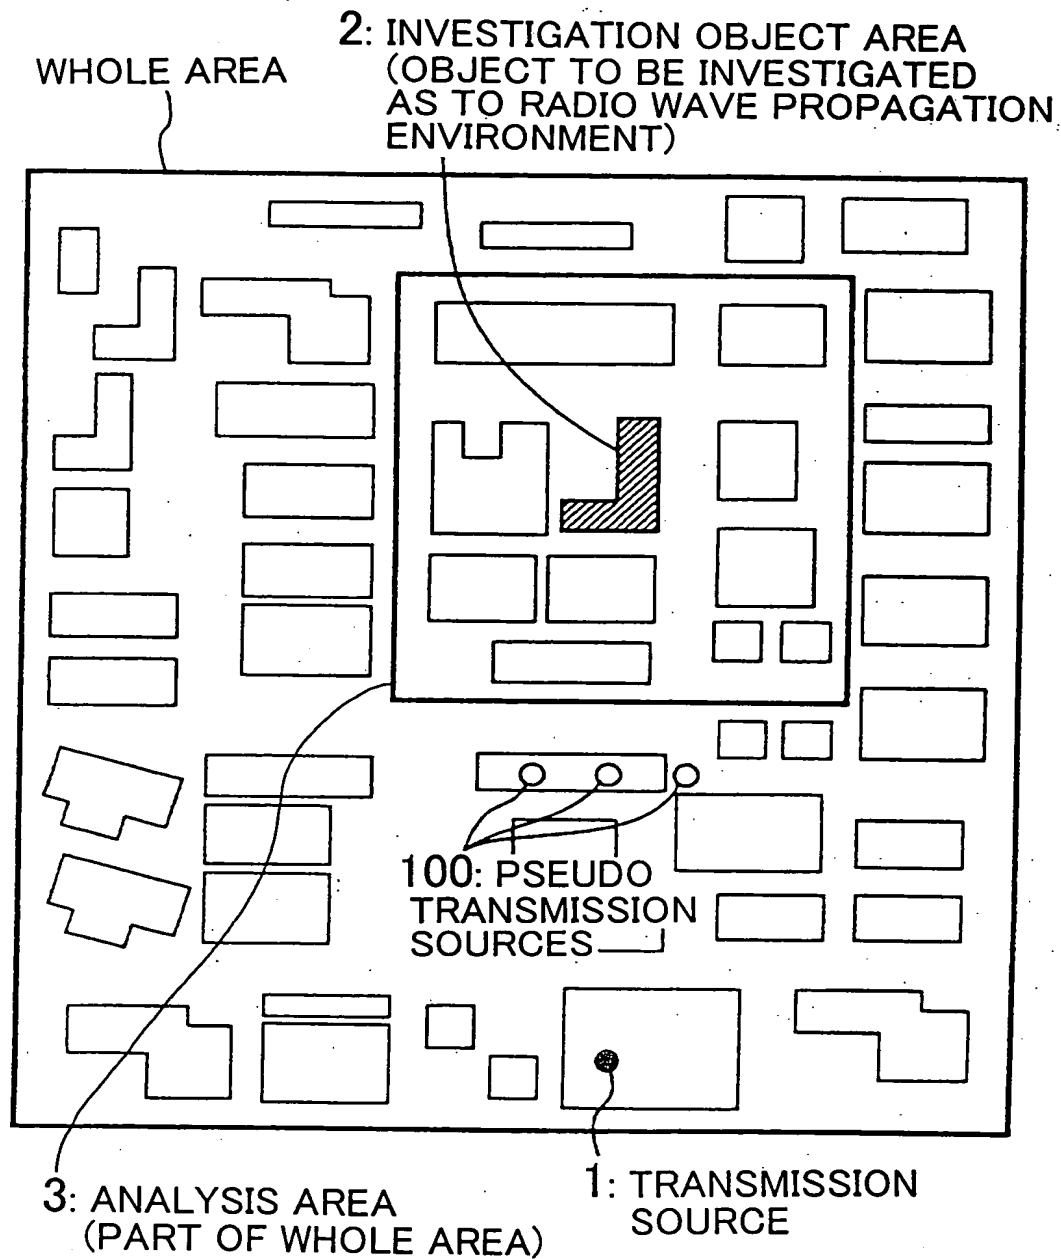 2: INVESTIGATION OBJECT AREA
(OBJECT TO BE INVESTIGATED
AS TO RADIO WAVE PROPAGATION
ENVIRONMENT)
WHOLE AREA
100: PSEUDO
TRANSMISSION
SOURCES
3: ANALYSIS AREA
(PART OF WHOLE AREA)
1: TRANSMISSION
SOURCE